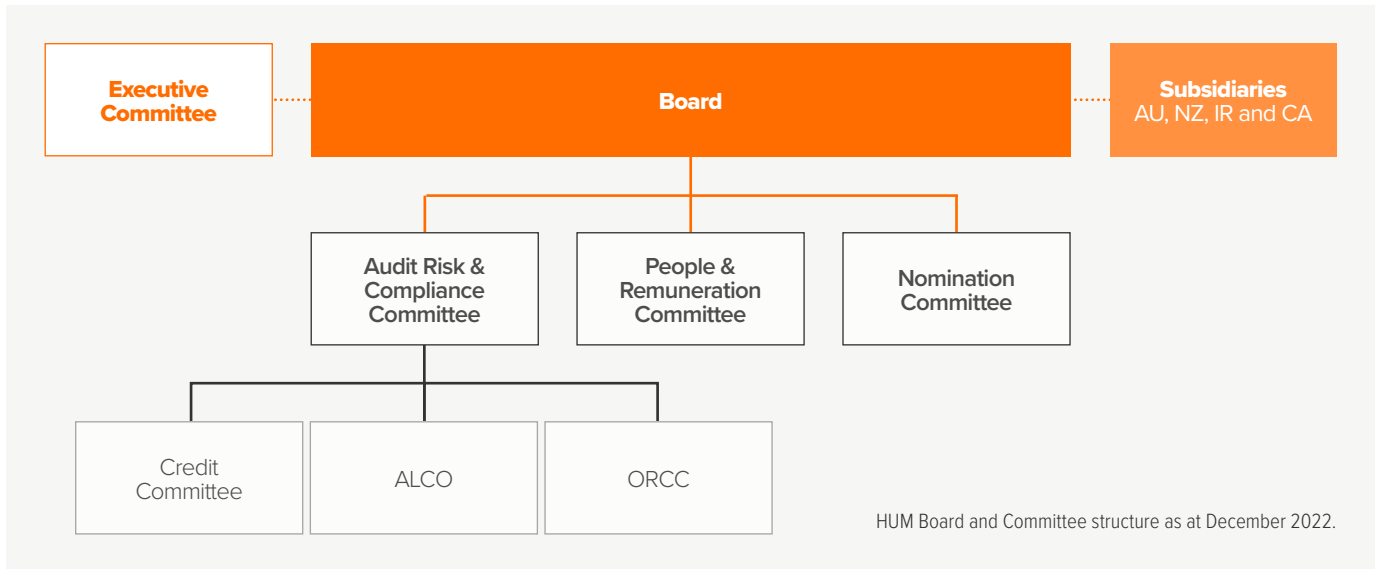 Executive
Committee
Board
Subsidiaries
AU, NZ, IR and CA
Audit Risk &
Compliance
Committee
People &
Remuneration
Committee
Nomination
Committee
Credit
Committee
ALCO
ORCC
HUM Board and Committee structure as at December 2022.